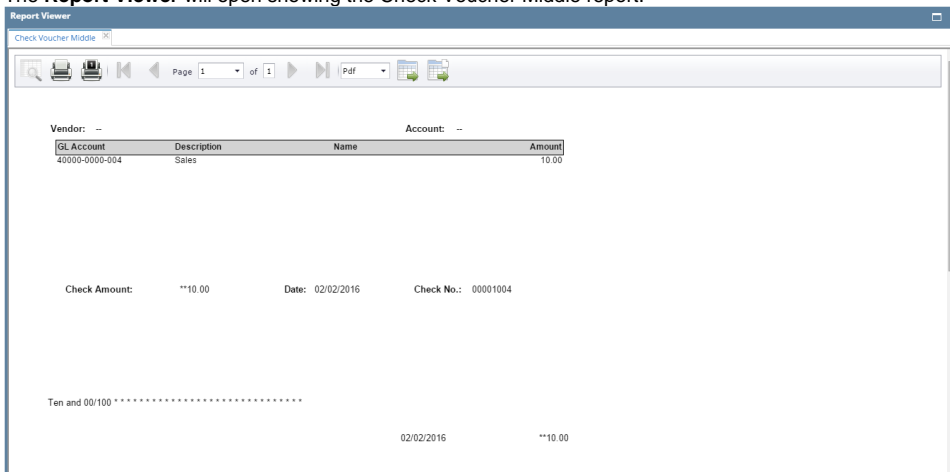 The Report Viewer will open showing the Check Voucher Middle report.
Report Viewer
Check Voucher Middle
Page 1 of 1 Pdf
Vendor: -- Account: --
GL Account Description Name Amount
40000-0000-004 Sales 10.00
Check Amount: **10.00 Date: 02/02/2016 Check No.: 00001004
Ten and 00/100 * * * * * * * * * * * * * * * * * * * * * * * * * * * * * *
02/02/2016 **10.00